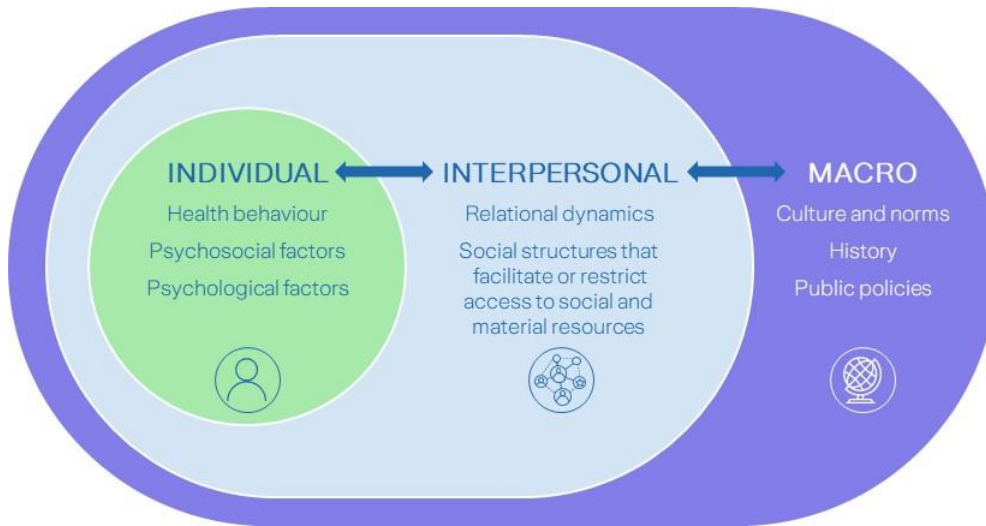 INDIVIDUAL
Health behaviour
Psychosocial factors
Psychological factors
INTERPERSONAL
Relational dynamics
Social structures that
facilitate or restrict
access to social and
material resources
MACRO
Culture and norms
History
Public policies